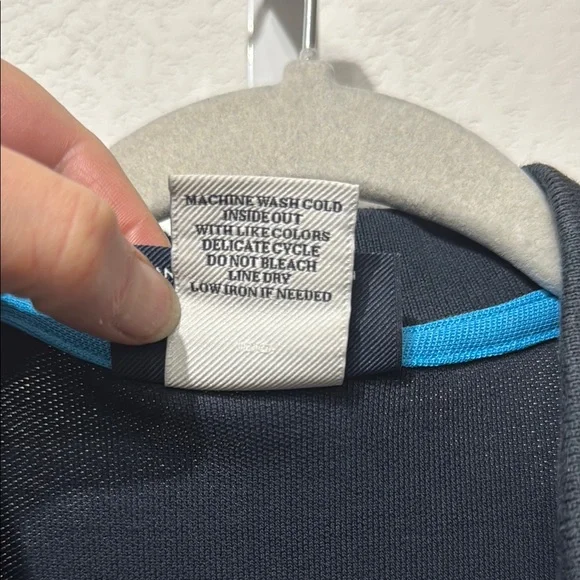 MACHINE WASH COLD
INSIDE OUT
WITH LIKE COLORS
DELICATE CYCLE
DO NOT BLEACH
LINE DRY
LOW IRON IF NEEDED